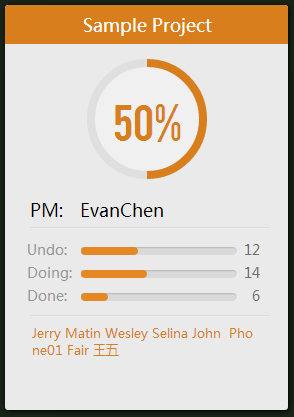 Sample Project
50%
PM: EvanChen
Undo: 12
Doing: 14
Done: 6
Jerry Matin Wesley Selina John  Pho
ne01 Fair 王五